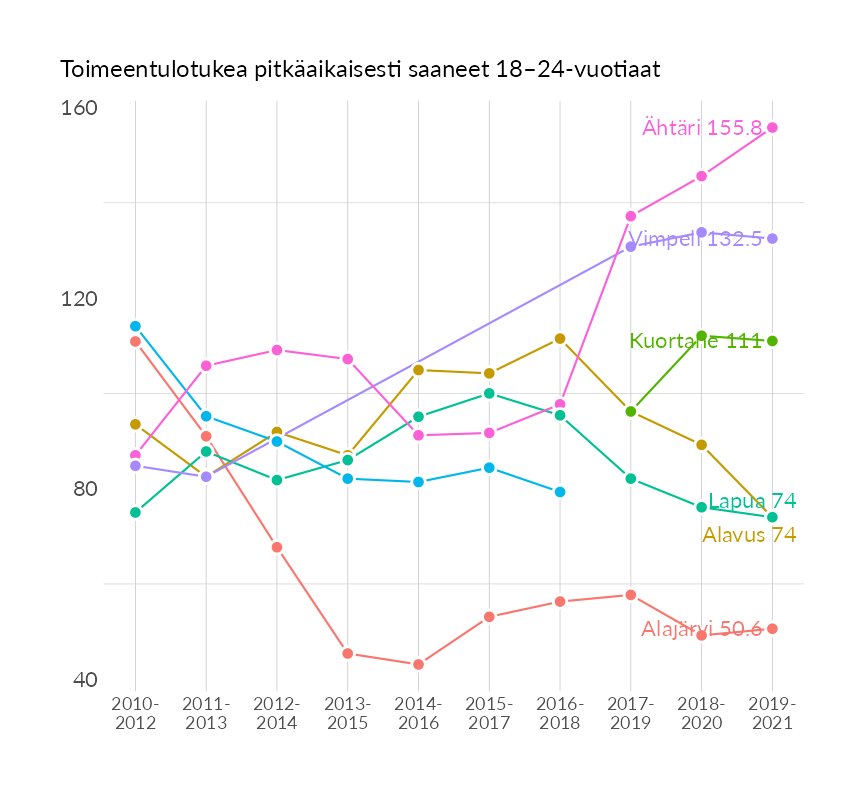 Toimeentulotukea pitkäaikaisesti saaneet 18–24-vuotiaat
160
Ähtäri 155.8
Vimpeli 132.5
120
Kuortane 111
80
Lapua 74
Alavus 74
Alajärvi 50.6
40
2010- 2011- 2012- 2013- 2014- 2015- 2016- 2017- 2018- 2019-
2012 2013 2014 2015 2016 2017 2018 2019 2020 2021